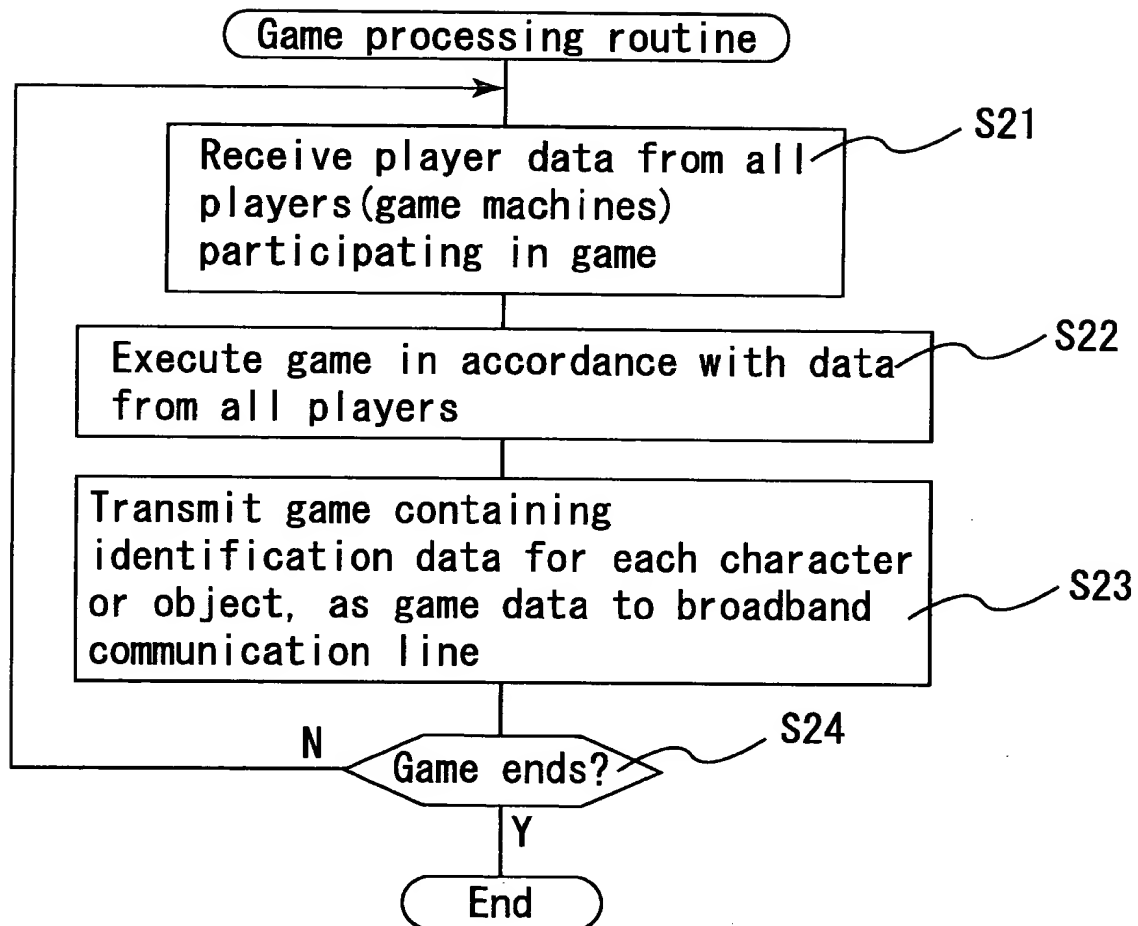 Game processing routine
S21
Receive player data from all
players(game machines)
participating in game
S22
Execute game in accordance with data
from all players
Transmit game containing
identification data for each character
or object, as game data to broadband
communication line
S23
N
S24
Game ends?
Y
End